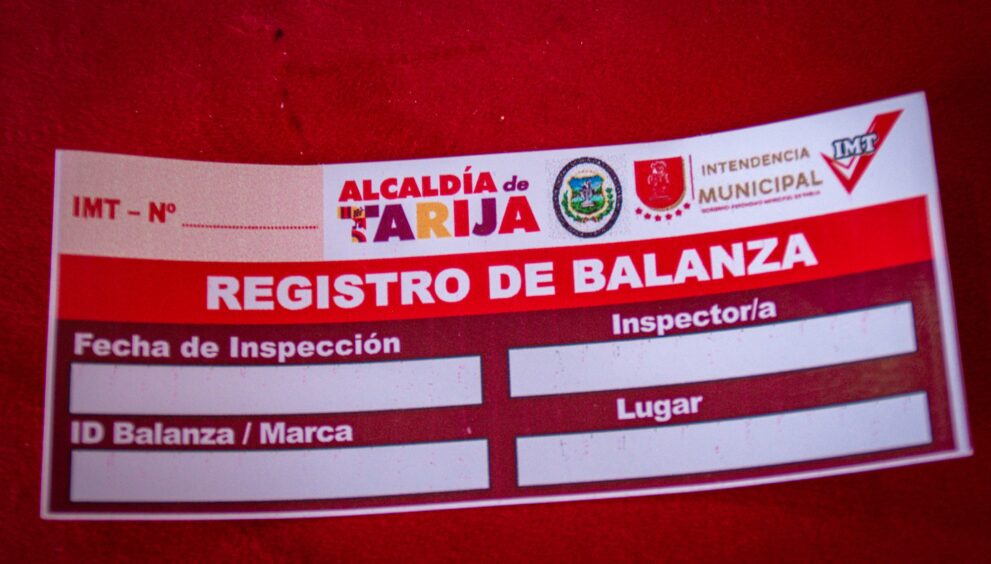 IMT - Nº
ALCALDÍA de
TARIJA
INTENDENCIA
MUNICIPAL
IMT
REGISTRO DE BALANZA
Fecha de Inspección
Inspector/a
ID Balanza / Marca
Lugar